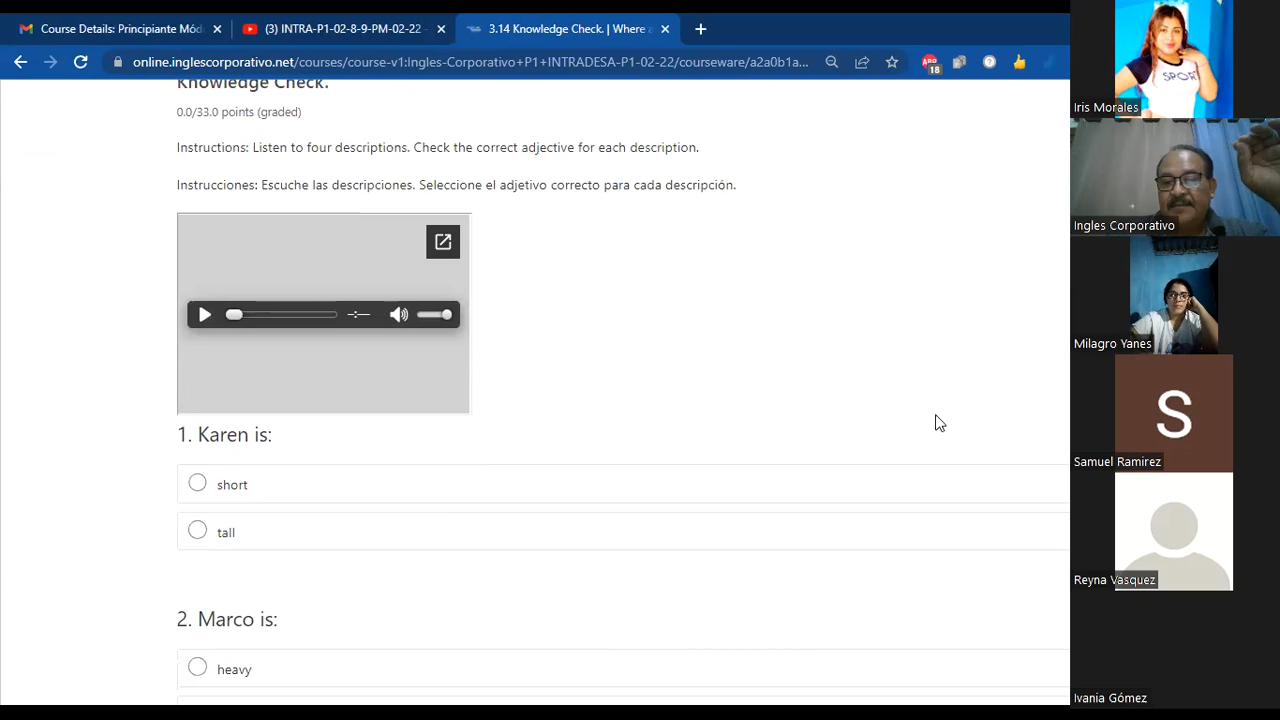 Course Details: Principiante Mód
(3) INTRA-P1-02-8-9-PM-02-22 -
3.14 Knowledge Check. | Where a
online.inglescorporativo.net/courses/course-v1:Ingles-Corporativo+P1+INTRADESA-P1-02-22/courseware/a2a0b1a...
18
Knowledge Check.
0.0/33.0 points (graded)
Instructions: Listen to four descriptions. Check the correct adjective for each description.
Instrucciones: Escuche las descripciones. Seleccione el adjetivo correcto para cada descripción.
1. Karen is:
short
tall
2. Marco is:
heavy
SPOR
Iris Morales
Ingles Corporativo
Milagro Yanes
S
Samuel Ramirez
Reyna Vasquez
Ivania Gómez